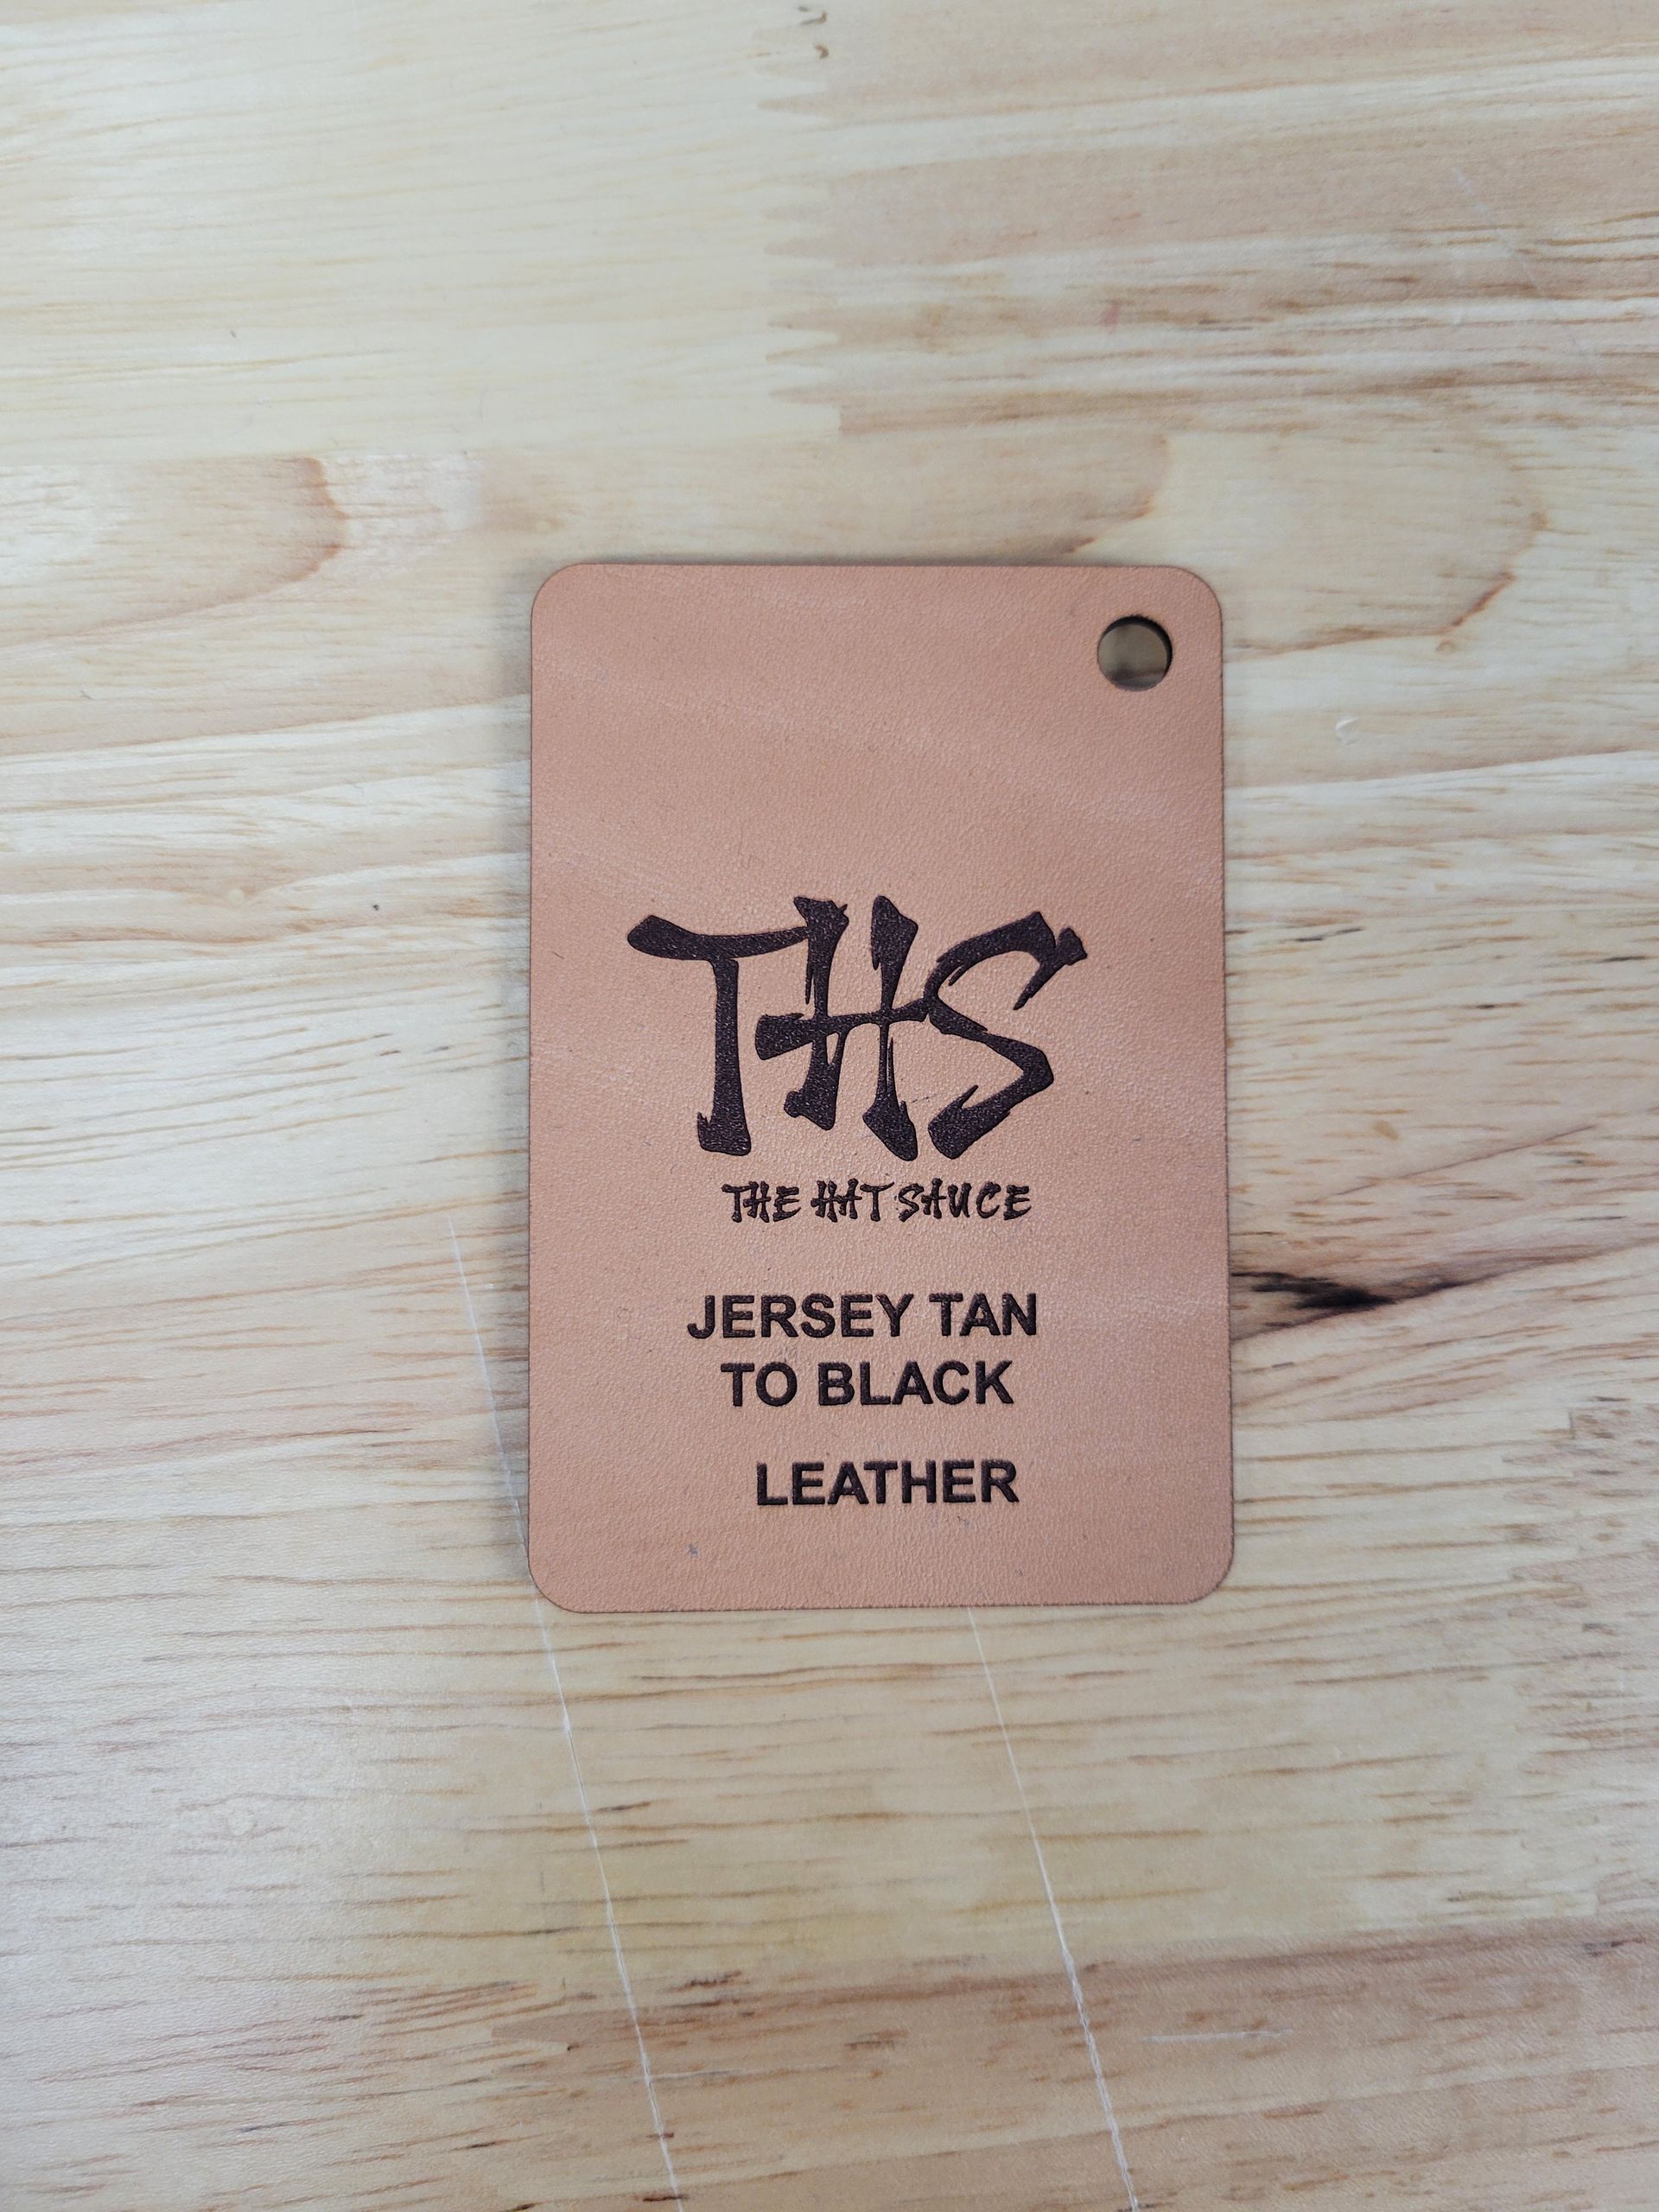 THS
THE HAT SAUCE
JERSEY TAN
TO BLACK
LEATHER